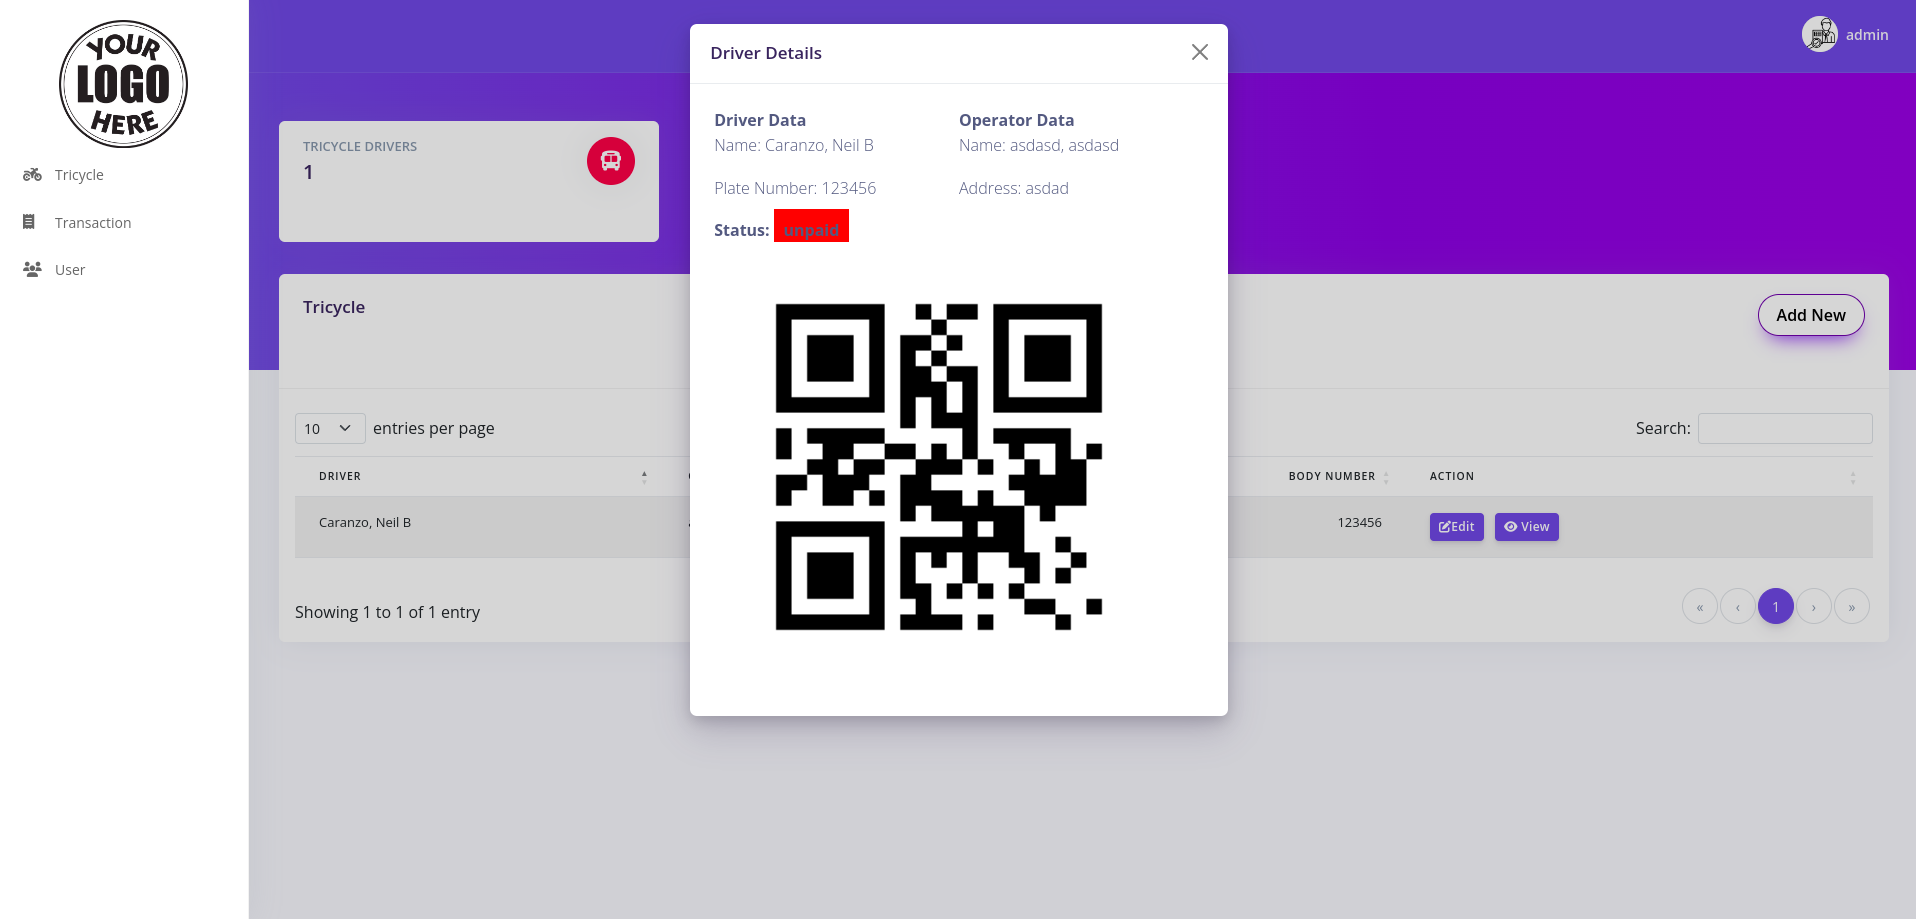 YOUR
LOGO
HERE
Tricycle
Transaction
User
admin
TRICYCLE DRIVERS
1
Tricycle
Add New
10 entries per page
Search:
DRIVER
BODY NUMBER
ACTION
Caranzo, Neil B
123456
Edit
View
Showing 1 to 1 of 1 entry
« ‹ 1 › »
Driver Details
Driver Data
Name: Caranzo, Neil B
Plate Number: 123456
Status: unpaid
Operator Data
Name: asdasd, asdasd
Address: asdad